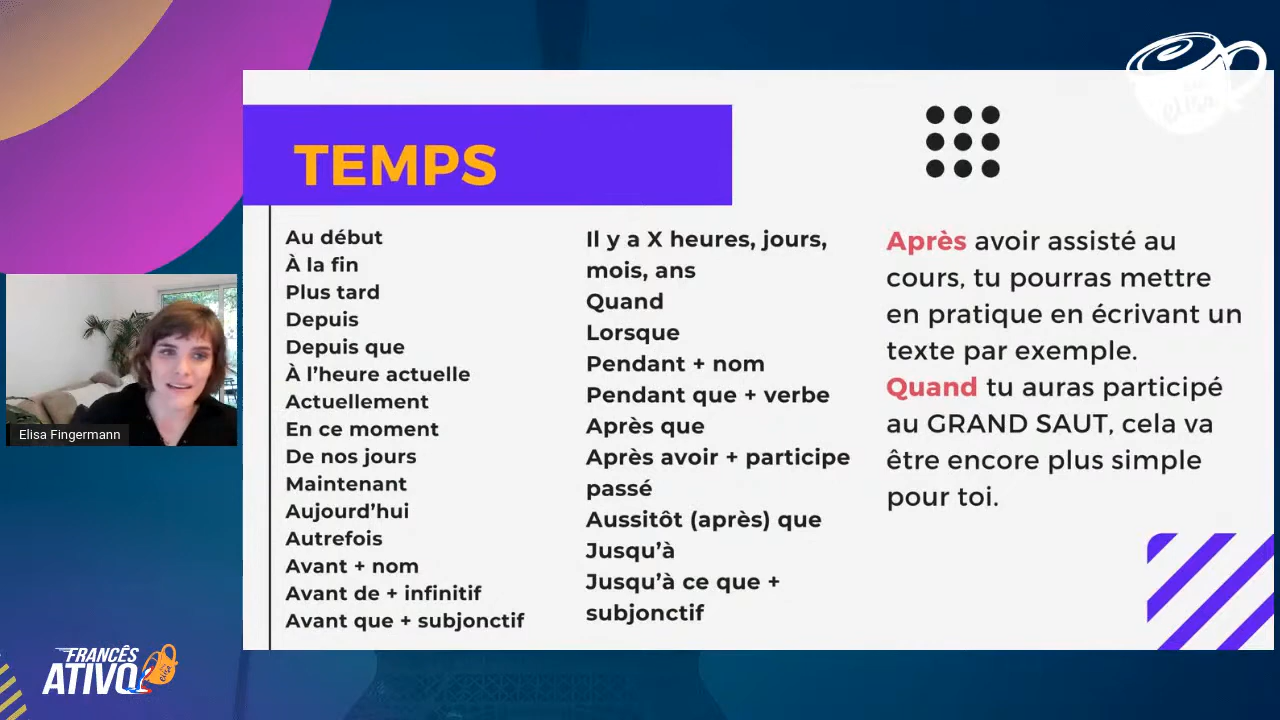 TEMPS
Au début
À la fin
Plus tard
Depuis
Depuis que
À l’heure actuelle
Actuellement
En ce moment
De nos jours
Maintenant
Aujourd’hui
Autrefois
Avant + nom
Avant de + infinitif
Avant que + subjonctif
Il y a X heures, jours,
mois, ans
Quand
Lorsque
Pendant + nom
Pendant que + verbe
Après que
Après avoir + participe
passé
Aussitôt (après) que
Jusqu’à
Jusqu’à ce que +
subjonctif
Après avoir assisté au
cours, tu pourras mettre
en pratique en écrivant un
texte par exemple.
Quand tu auras participé
au GRAND SAUT, cela va
être encore plus simple
pour toi.
Elisa Fingermann
FRANCÊS
ATIVO
elisa